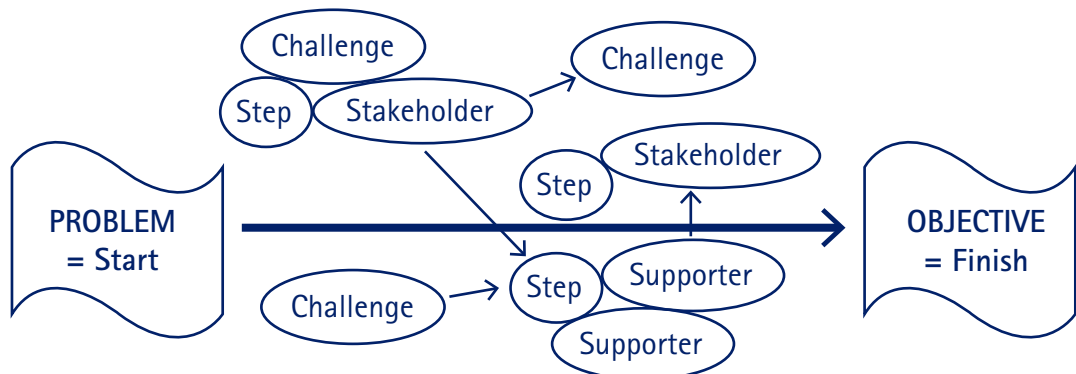 Challenge
Challenge
Step
Stakeholder
Stakeholder
Step
PROBLEM
= Start
OBJECTIVE
= Finish
Supporter
Step
Challenge
Supporter